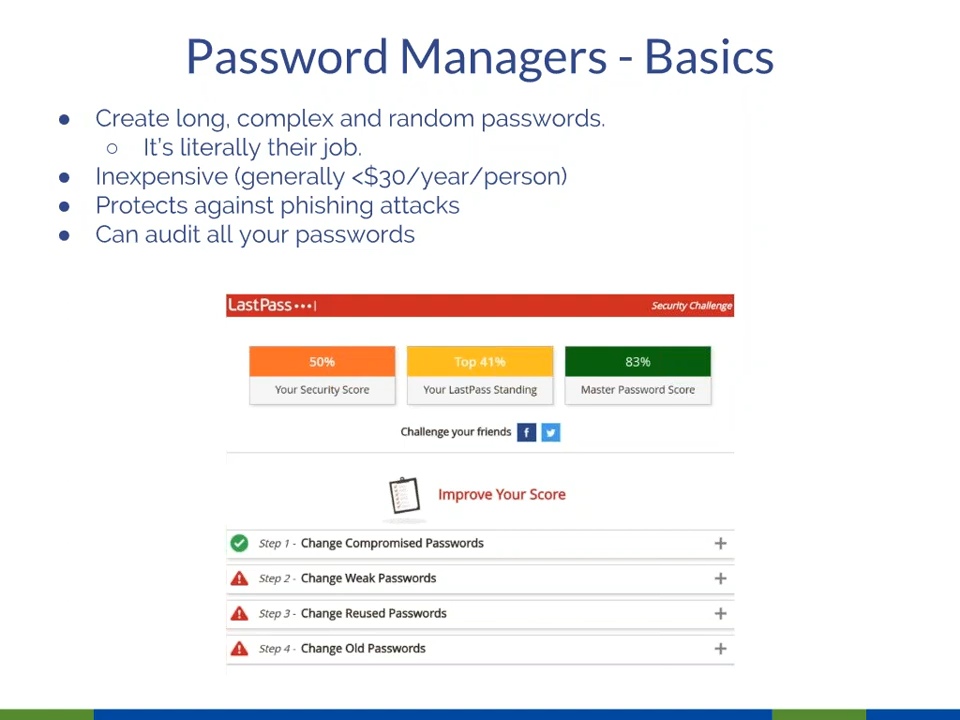 Password Managers - Basics
● Create long, complex and random passwords.
○ It's literally their job.
● Inexpensive (generally <$30/year/person)
● Protects against phishing attacks
● Can audit all your passwords
LastPass •••| Security Challenge
50% Top 41% 83%
Your Security Score Your LastPass Standing Master Password Score
Challenge your friends f
Improve Your Score
Step 1 - Change Compromised Passwords +
Step 2 - Change Weak Passwords +
Step 3 - Change Reused Passwords +
Step 4 - Change Old Passwords +